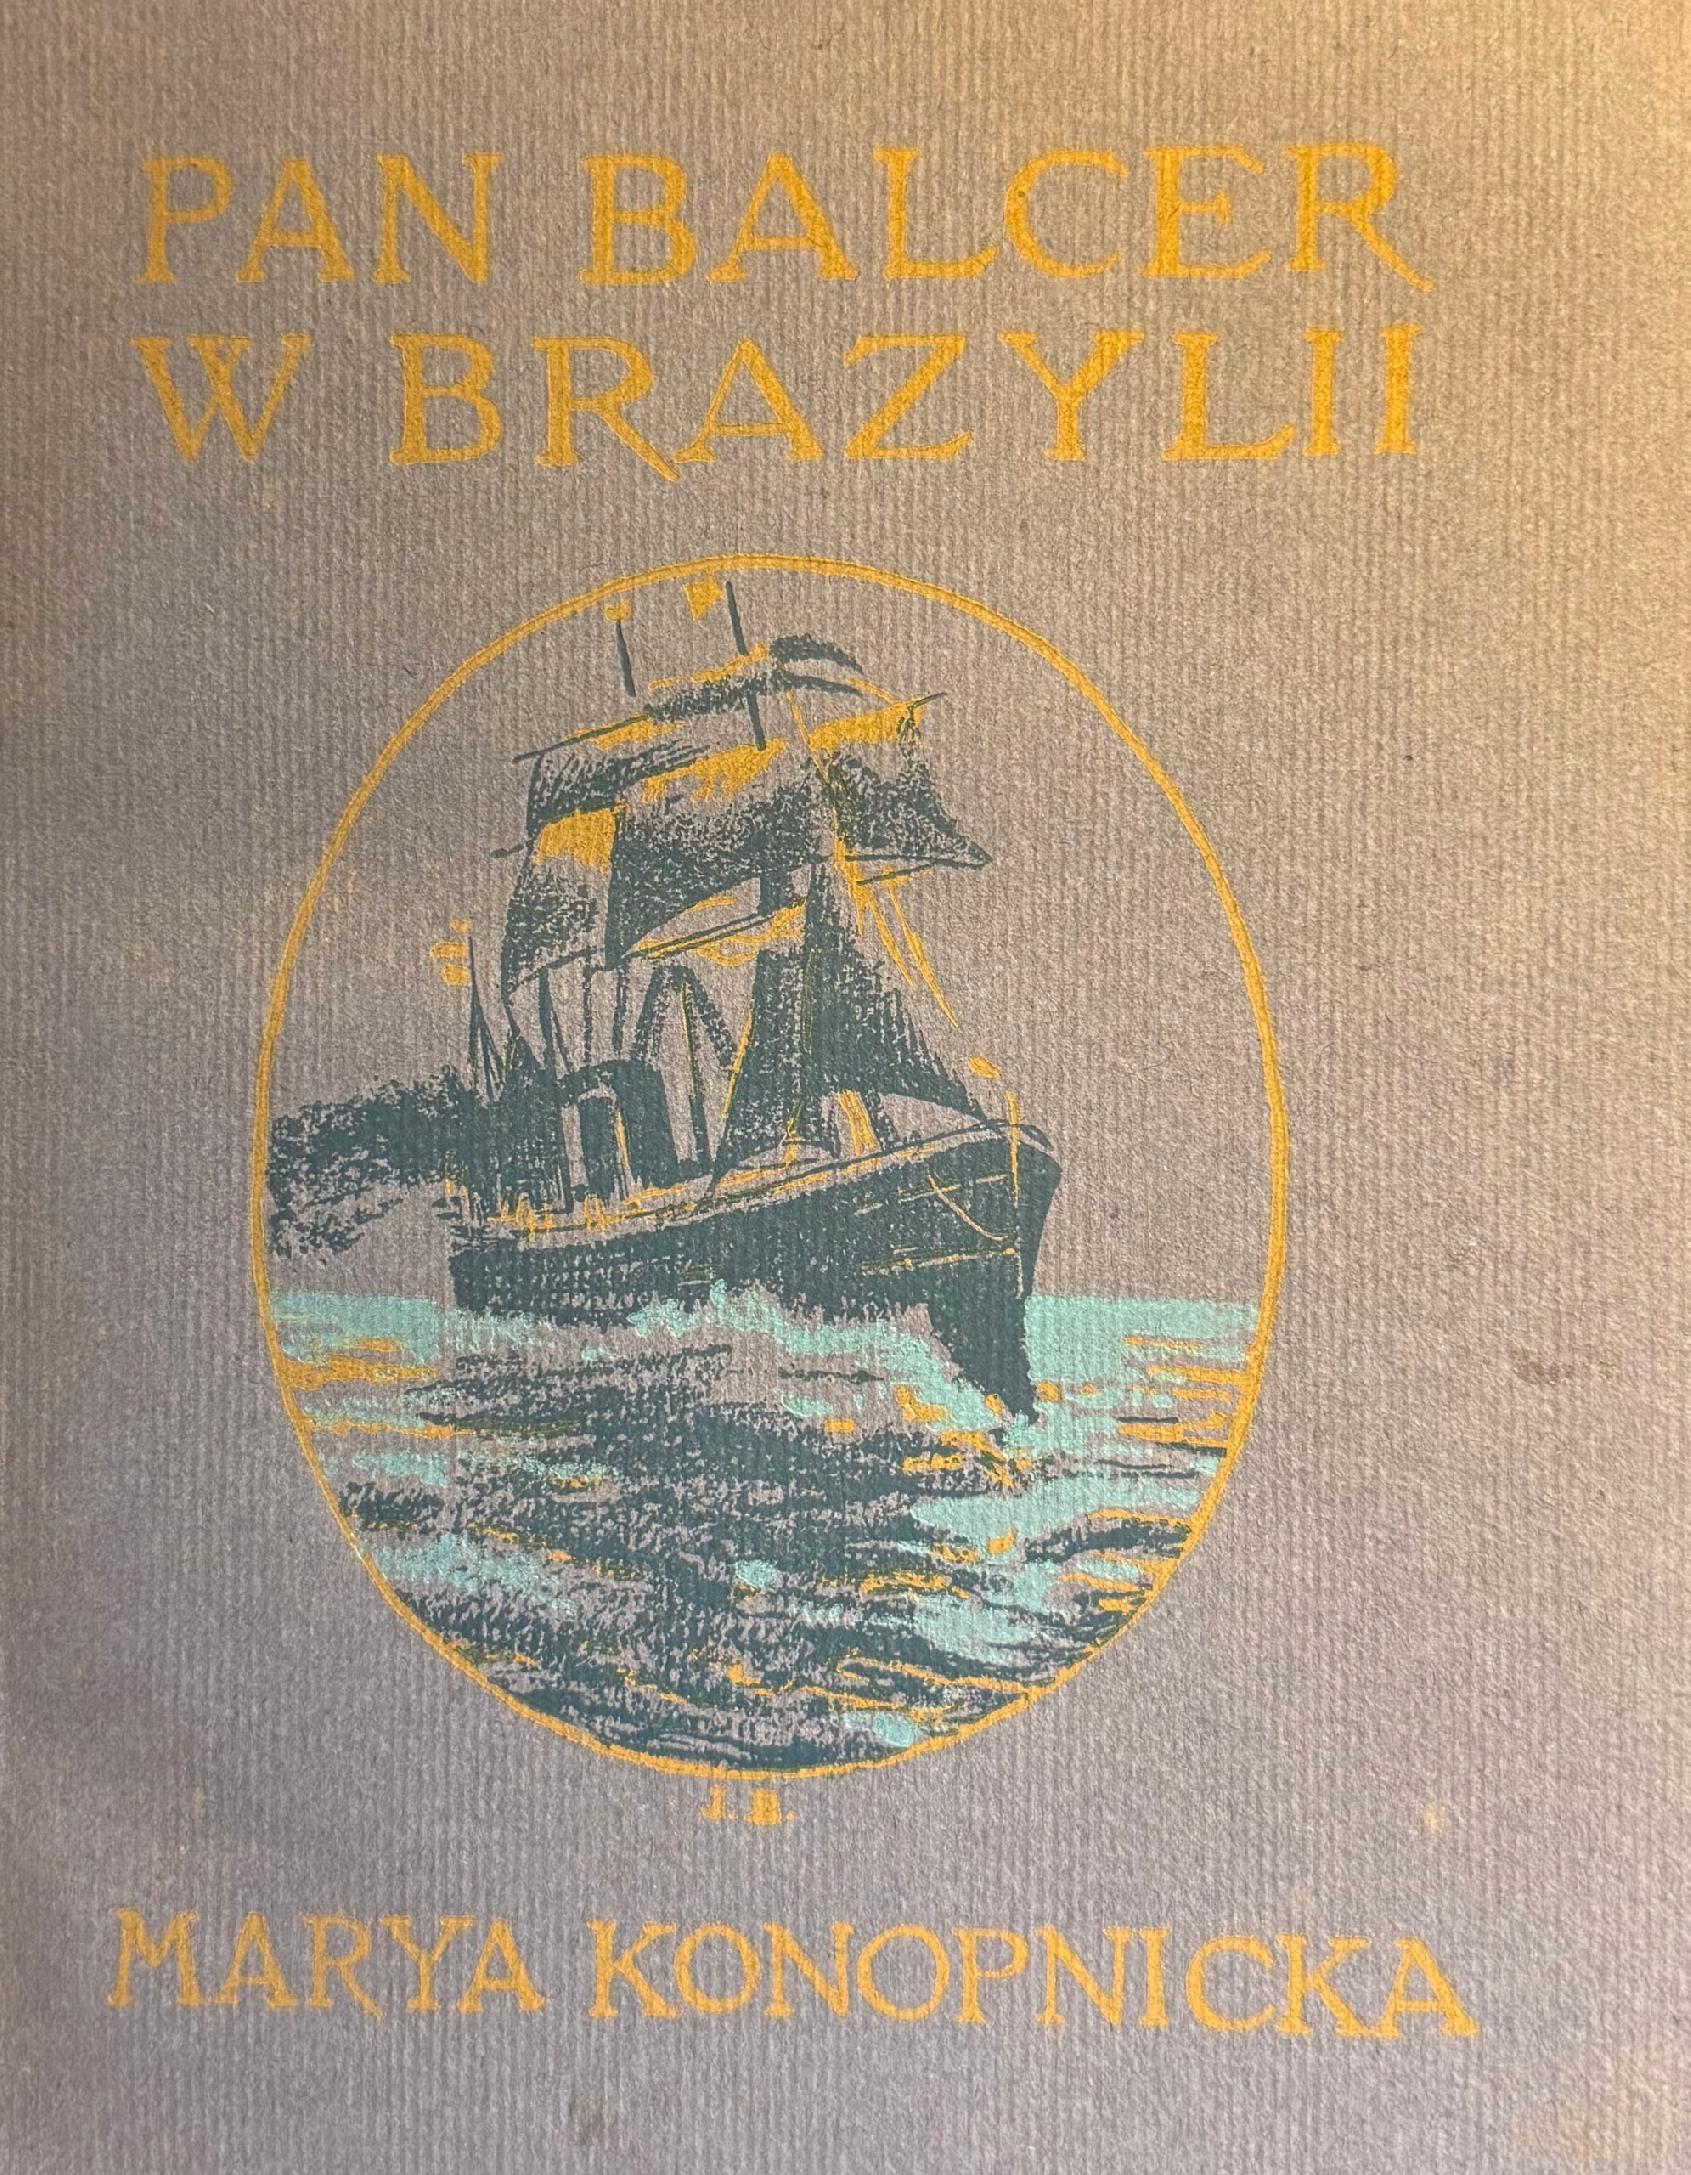 PAN BALCER
W BRAZYLII
J. B.
MARYA KONOPNICKA